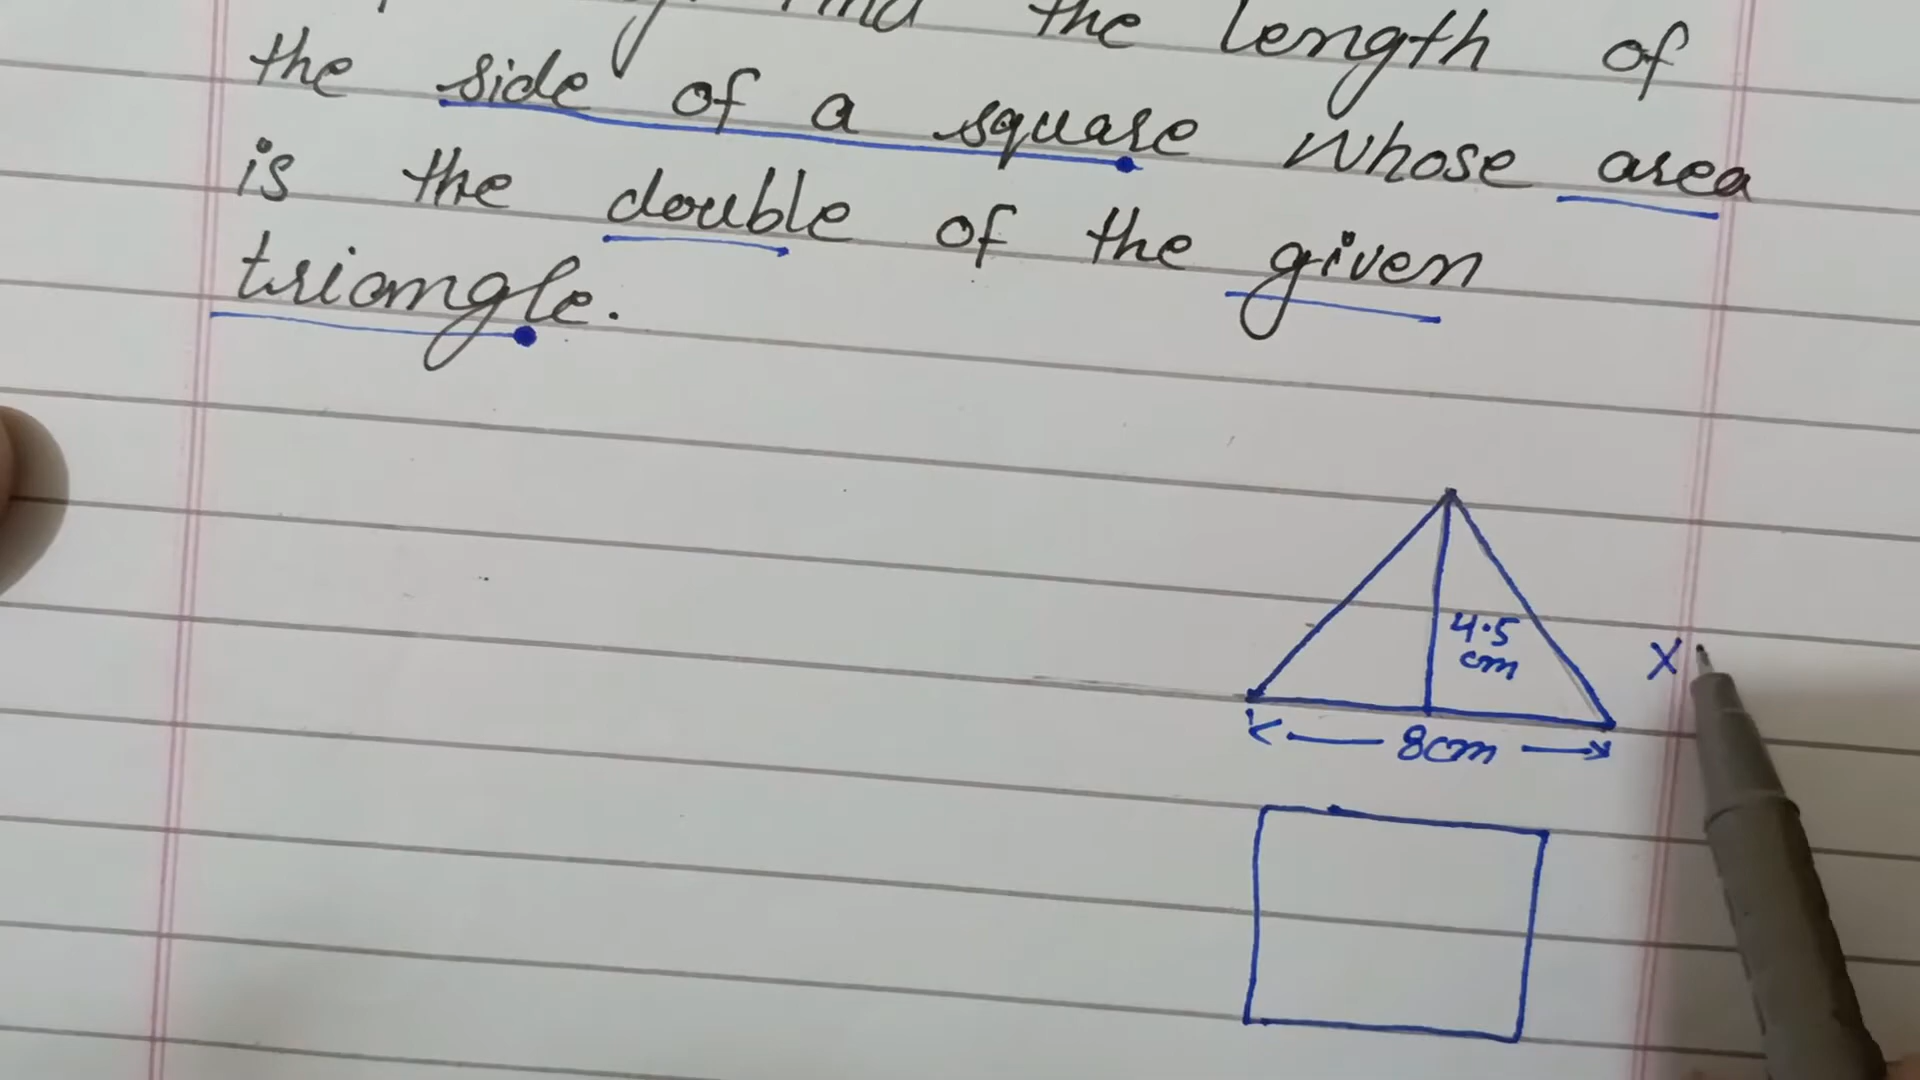 find the length of
the side of a square whose area
is the double of the given
triangle.
4.5
cm
X
8cm